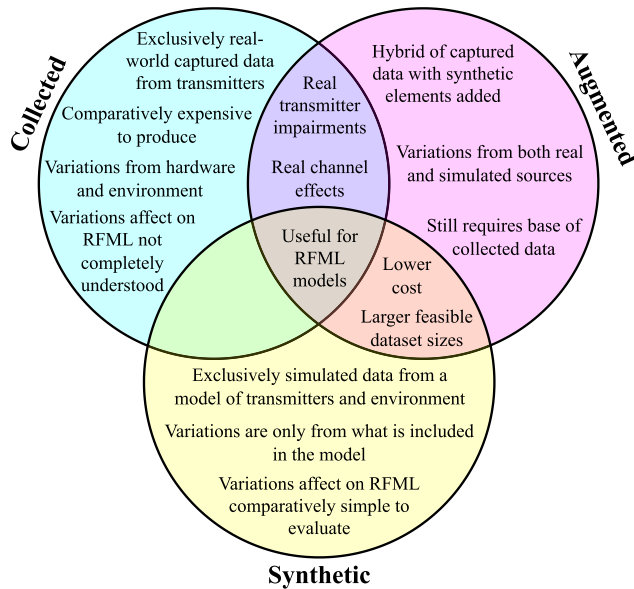 Collected
Augmented
Exclusively real-
world captured data
from transmitters
Comparatively expensive
to produce
Variations from hardware
and environment
Variations affect on
RFML not
completely
understood
Real
transmitter
impairments
Real channel
effects
Hybrid of captured
data with synthetic
elements added
Variations from both real
and simulated sources
Still requires base of
collected data
Useful for
RFML
models
Lower
cost
Larger feasible
dataset sizes
Exclusively simulated data from a
model of transmitters and environment
Variations are only from what is included
in the model
Variations affect on RFML
comparatively simple to
evaluate
Synthetic